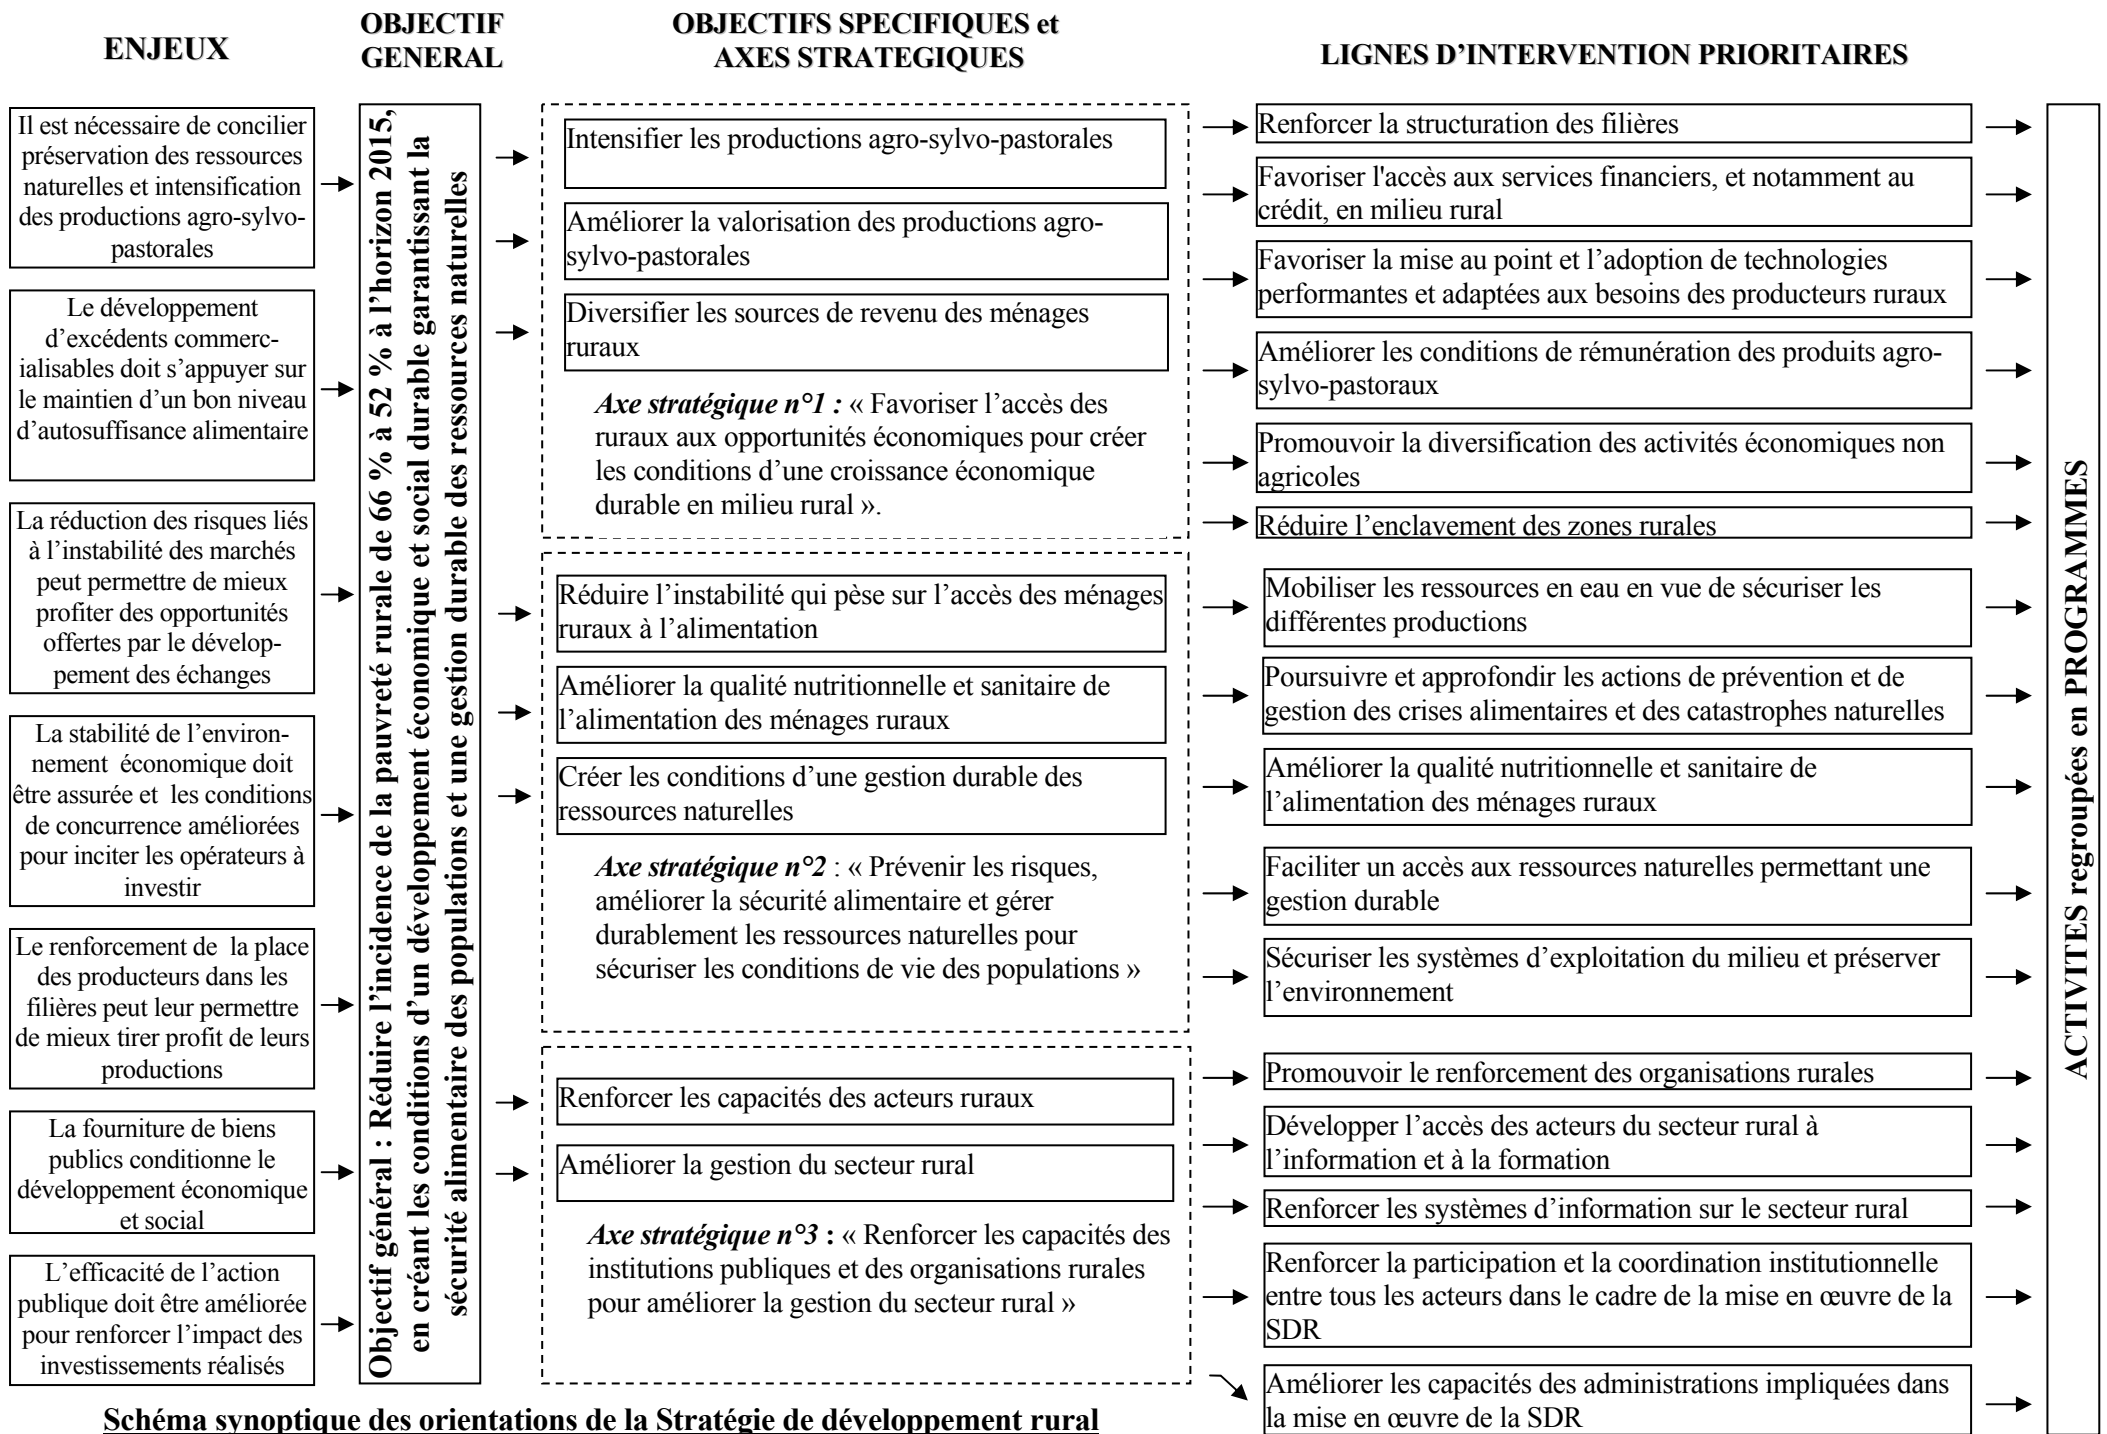 ENJEUX
OBJECTIF
GENERAL
OBJECTIFS SPECIFIQUES et
AXES STRATEGIQUES
LIGNES D’INTERVENTION PRIORITAIRES
Il est nécessaire de concilier
préservation des ressources
naturelles et intensification
des productions agro-sylvo-
pastorales
Le développement
d’excédents commerc-
ialisables doit s’appuyer sur
le maintien d’un bon niveau
d’autosuffisance alimentaire
La réduction des risques liés
à l’instabilité des marchés
peut permettre de mieux
profiter des opportunités
offertes par le dévelop-
pement des échanges
La stabilité de l’environ-
nement économique doit
être assurée et les conditions
de concurrence améliorées
pour inciter les opérateurs à
investir
Le renforcement de la place
des producteurs dans les
filières peut leur permettre
de mieux tirer profit de leurs
productions
La fourniture de biens
publics conditionne le
développement économique
et social
L’efficacité de l’action
publique doit être améliorée
pour renforcer l’impact des
investissements réalisés
Objectif général : Réduire l’incidence de la pauvreté rurale de 66 % à 52 % à l’horizon 2015,
en créant les conditions d’un développement économique et social durable garantissant la
sécurité alimentaire des populations et une gestion durable des ressources naturelles
Intensifier les productions agro-sylvo-pastorales
Améliorer la valorisation des productions agro-
sylvo-pastorales
Diversifier les sources de revenu des ménages
ruraux
Axe stratégique n°1 : « Favoriser l’accès des
ruraux aux opportunités économiques pour créer
les conditions d’une croissance économique
durable en milieu rural ».
Réduire l’instabilité qui pèse sur l’accès des ménages
ruraux à l’alimentation
Améliorer la qualité nutritionnelle et sanitaire de
l’alimentation des ménages ruraux
Créer les conditions d’une gestion durable des
ressources naturelles
Axe stratégique n°2 : « Prévenir les risques,
améliorer la sécurité alimentaire et gérer
durablement les ressources naturelles pour
sécuriser les conditions de vie des populations »
Renforcer les capacités des acteurs ruraux
Améliorer la gestion du secteur rural
Axe stratégique n°3 : « Renforcer les capacités des
institutions publiques et des organisations rurales
pour améliorer la gestion du secteur rural »
Renforcer la structuration des filières
Favoriser l'accès aux services financiers, et notamment au
crédit, en milieu rural
Favoriser la mise au point et l’adoption de technologies
performantes et adaptées aux besoins des producteurs ruraux
Améliorer les conditions de rémunération des produits agro-
sylvo-pastoraux
Promouvoir la diversification des activités économiques non
agricoles
Réduire l’enclavement des zones rurales
Mobiliser les ressources en eau en vue de sécuriser les
différentes productions
Poursuivre et approfondir les actions de prévention et de
gestion des crises alimentaires et des catastrophes naturelles
Améliorer la qualité nutritionnelle et sanitaire de
l’alimentation des ménages ruraux
Faciliter un accès aux ressources naturelles permettant une
gestion durable
Sécuriser les systèmes d’exploitation du milieu et préserver
l’environnement
Promouvoir le renforcement des organisations rurales
Développer l’accès des acteurs du secteur rural à
l’information et à la formation
Renforcer les systèmes d’information sur le secteur rural
Renforcer la participation et la coordination institutionnelle
entre tous les acteurs dans le cadre de la mise en œuvre de la
SDR
Améliorer les capacités des administrations impliquées dans
la mise en œuvre de la SDR
ACTIVITES regroupées en PROGRAMMES
Schéma synoptique des orientations de la Stratégie de développement rural